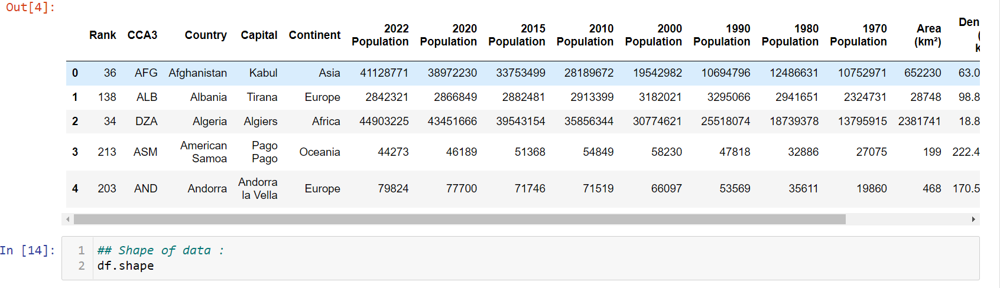 Out[4]:
Rank CCA3 Country Capital Continent 2022 Population 2020 Population 2015 Population 2010 Population 2000 Population 1990 Population 1980 Population 1970 Population Area (km²)
0 36 AFG Afghanistan Kabul Asia 41128771 38972230 33753499 28189672 19542982 10694796 12486631 10752971 652230 63.0
1 138 ALB Albania Tirana Europe 2842321 2866849 2882481 2913399 3182021 3295066 2941651 2324731 28748 98.8
2 34 DZA Algeria Algiers Africa 44903225 43451666 39543154 35856344 30774621 25518074 18739378 13795915 2381741 18.8
3 213 ASM American Samoa Pago Pago Oceania 44273 46189 51368 54849 58230 47818 32886 27075 199 222.4
4 203 AND Andorra Andorra la Vella Europe 79824 77700 71746 71519 66097 53569 35611 19860 468 170.5
In [14]:
1 ## Shape of data :
2 df.shape